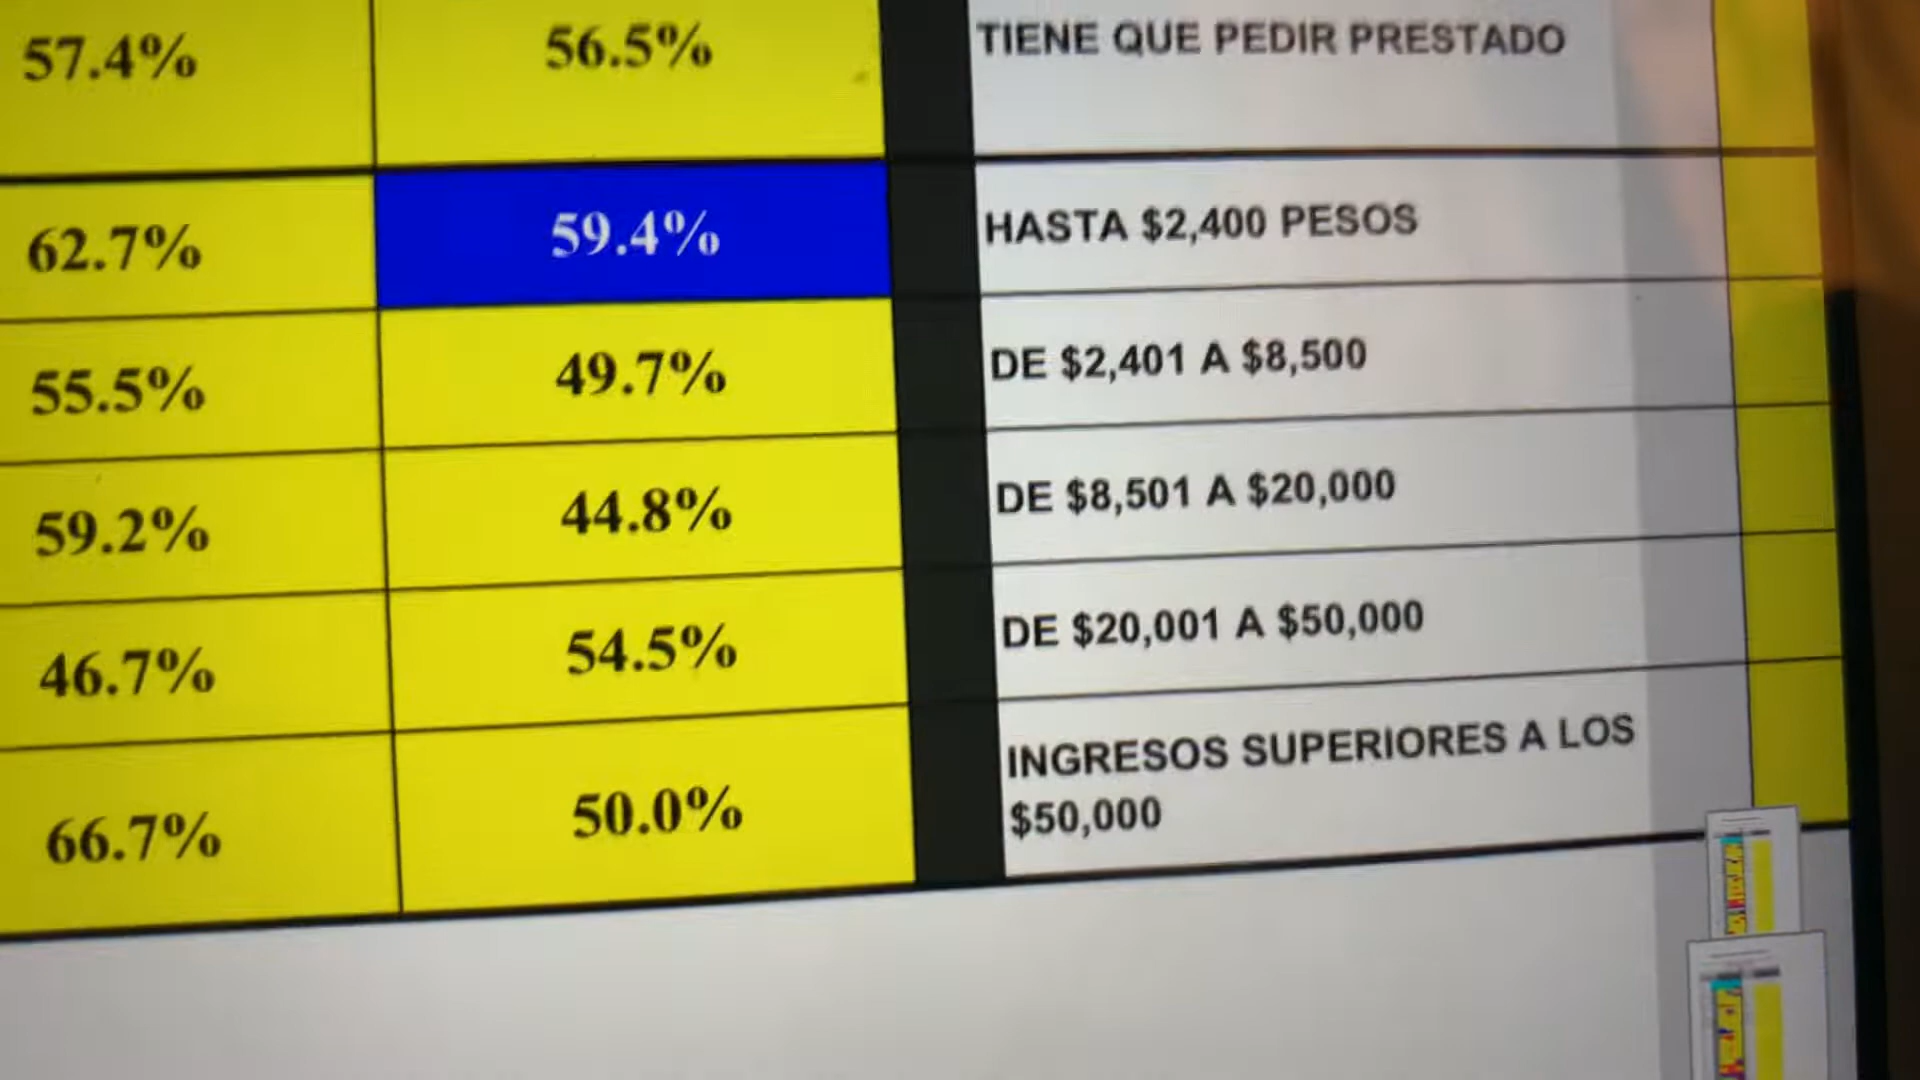 57.4% 56.5% TIENE QUE PEDIR PRESTADO
62.7% 59.4% HASTA $2,400 PESOS
55.5% 49.7% DE $2,401 A $8,500
59.2% 44.8% DE $8,501 A $20,000
46.7% 54.5% DE $20,001 A $50,000
66.7% 50.0% INGRESOS SUPERIORES A LOS
$50,000